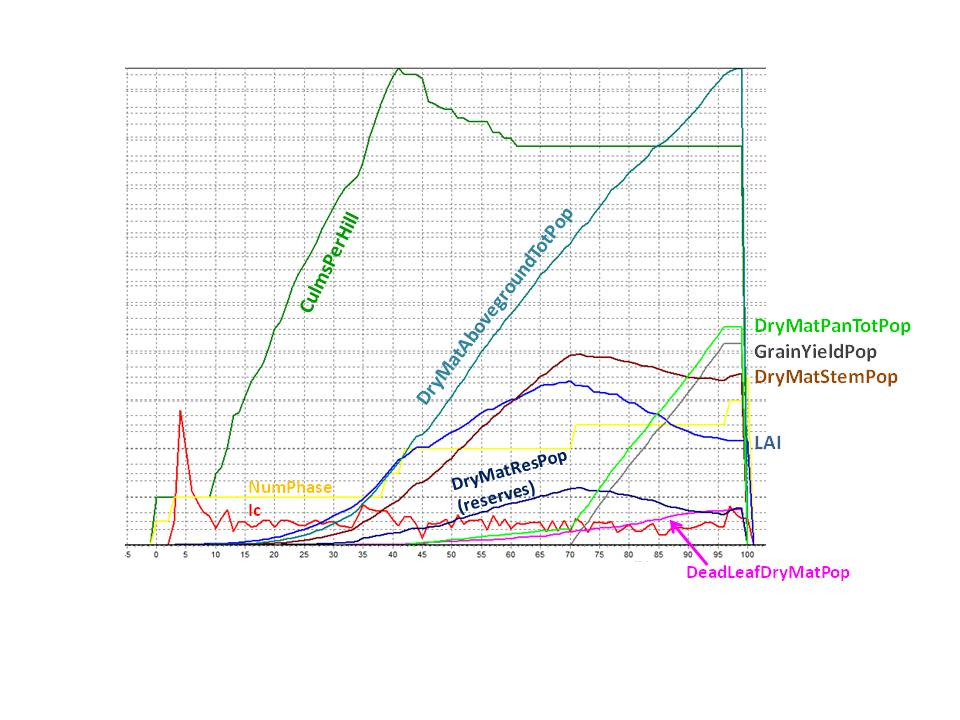 CulmsPerHill
DryMatAbovegroundTotPop
DryMatPanTotPop
GrainYieldPop
DryMatStemPop
LAI
DryMatResPop
(reserves)
NumPhase
Ic
-5 0 5 10 15 20 25 30 35 40 45 50 55 60 65 70 75 80 85 90 95 100
DeadLeafDryMatPop